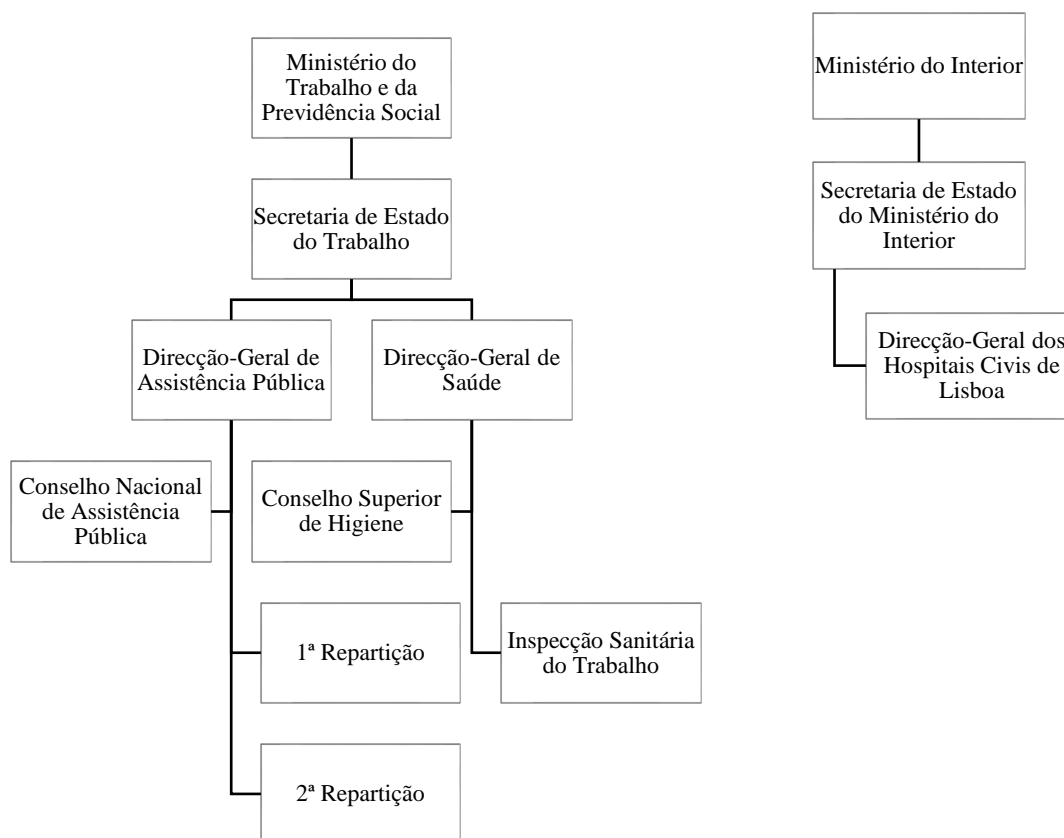 Ministério do
Trabalho e da
Previdência Social
Secretaria de Estado
do Trabalho
Direcção-Geral de
Assistência Pública
Direcção-Geral de
Saúde
Conselho Nacional
de Assistência
Pública
Conselho Superior
de Higiene
1ª Repartição
Inspecção Sanitária
do Trabalho
2ª Repartição
Ministério do Interior
Secretaria de Estado
do Ministério do
Interior
Direcção-Geral dos
Hospitais Civis de
Lisboa